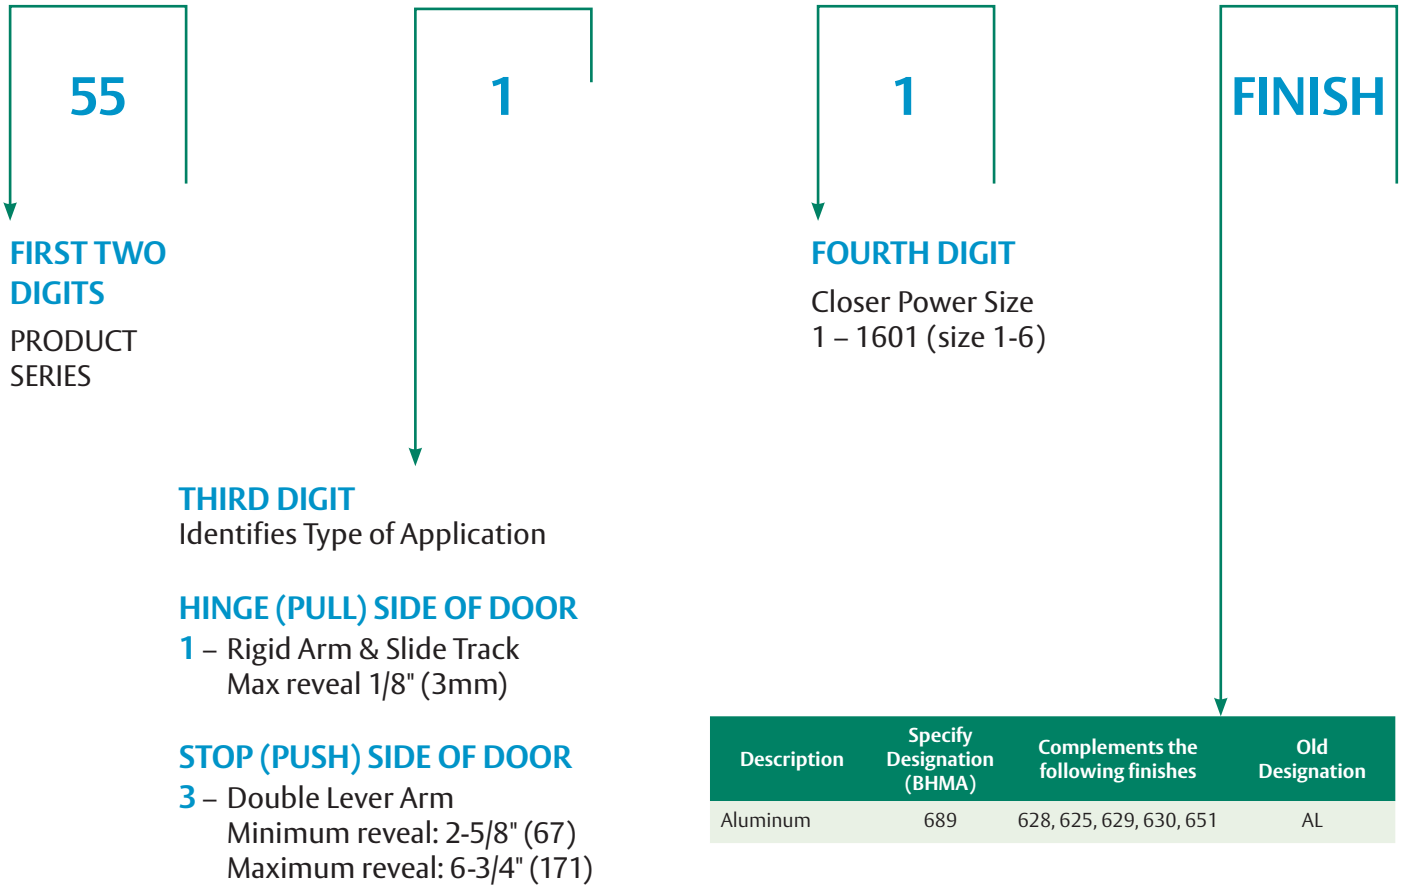 55
1
1
FINISH
FIRST TWO
DIGITS
PRODUCT
SERIES
FOURTH DIGIT
Closer Power Size
1 – 1601 (size 1-6)
THIRD DIGIT
Identifies Type of Application
HINGE (PULL) SIDE OF DOOR
1 – Rigid Arm & Slide Track
Max reveal 1/8" (3mm)
STOP (PUSH) SIDE OF DOOR
3 – Double Lever Arm
Minimum reveal: 2-5/8" (67)
Maximum reveal: 6-3/4" (171)
Description
Specify
Designation
(BHMA)
Complements the
following finishes
Old
Designation
Aluminum
689
628, 625, 629, 630, 651
AL